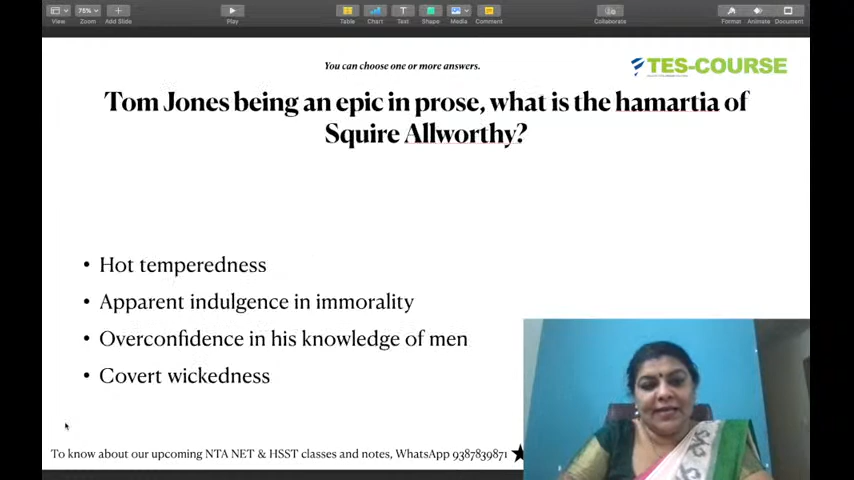 75%
View
Zoom
Add Slide
Play
Table
Chart
Text
Shape
Media
Comment
Collaborate
Format
Animate
Document
You can choose one or more answers.
TES-COURSE
Tom Jones being an epic in prose, what is the hamartia of
Squire Allworthy?
• Hot temperedness
• Apparent indulgence in immorality
• Overconfidence in his knowledge of men
• Covert wickedness
To know about our upcoming NTA NET & HSST classes and notes, WhatsApp 9387839871